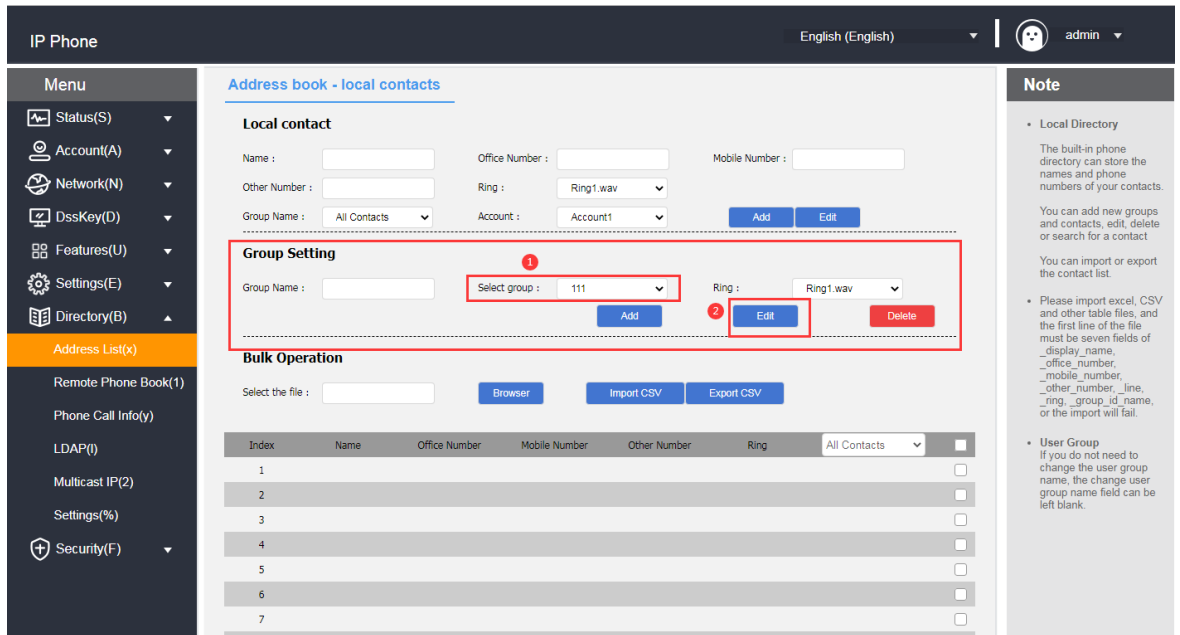 IP Phone
English (English)
admin
Menu
Status(S)
Account(A)
Network(N)
DssKey(D)
Features(U)
Settings(E)
Directory(B)
Address List(x)
Remote Phone Book(1)
Phone Call Info(y)
LDAP(l)
Multicast IP(2)
Settings(%)
Security(F)
Address book - local contacts
Local contact
Name :
Office Number :
Mobile Number :
Other Number :
Ring : Ring1.wav
Group Name : All Contacts
Account : Account1
Add Edit
Group Setting
1
Group Name :
Select group : 111
Ring : Ring1.wav
Add
2
Edit
Delete
Bulk Operation
Select the file :
Browser
Import CSV
Export CSV
Index Name Office Number Mobile Number Other Number Ring All Contacts
1
2
3
4
5
6
7
Note
• Local Directory
The built-in phone
directory can store the
names and phone
numbers of your contacts.
You can add new groups
and contacts, edit, delete
or search for a contact
You can import or export
the contact list.
• Please import excel, CSV
and other table files, and
the first line of the file
must be seven fields of
_display_name,
_office_number,
_mobile_number,
_other_number, _line,
_ring, _group_id_name,
or the import will fail.
• User Group
If you do not need to
change the user group
name, the change user
group name field can be
left blank.